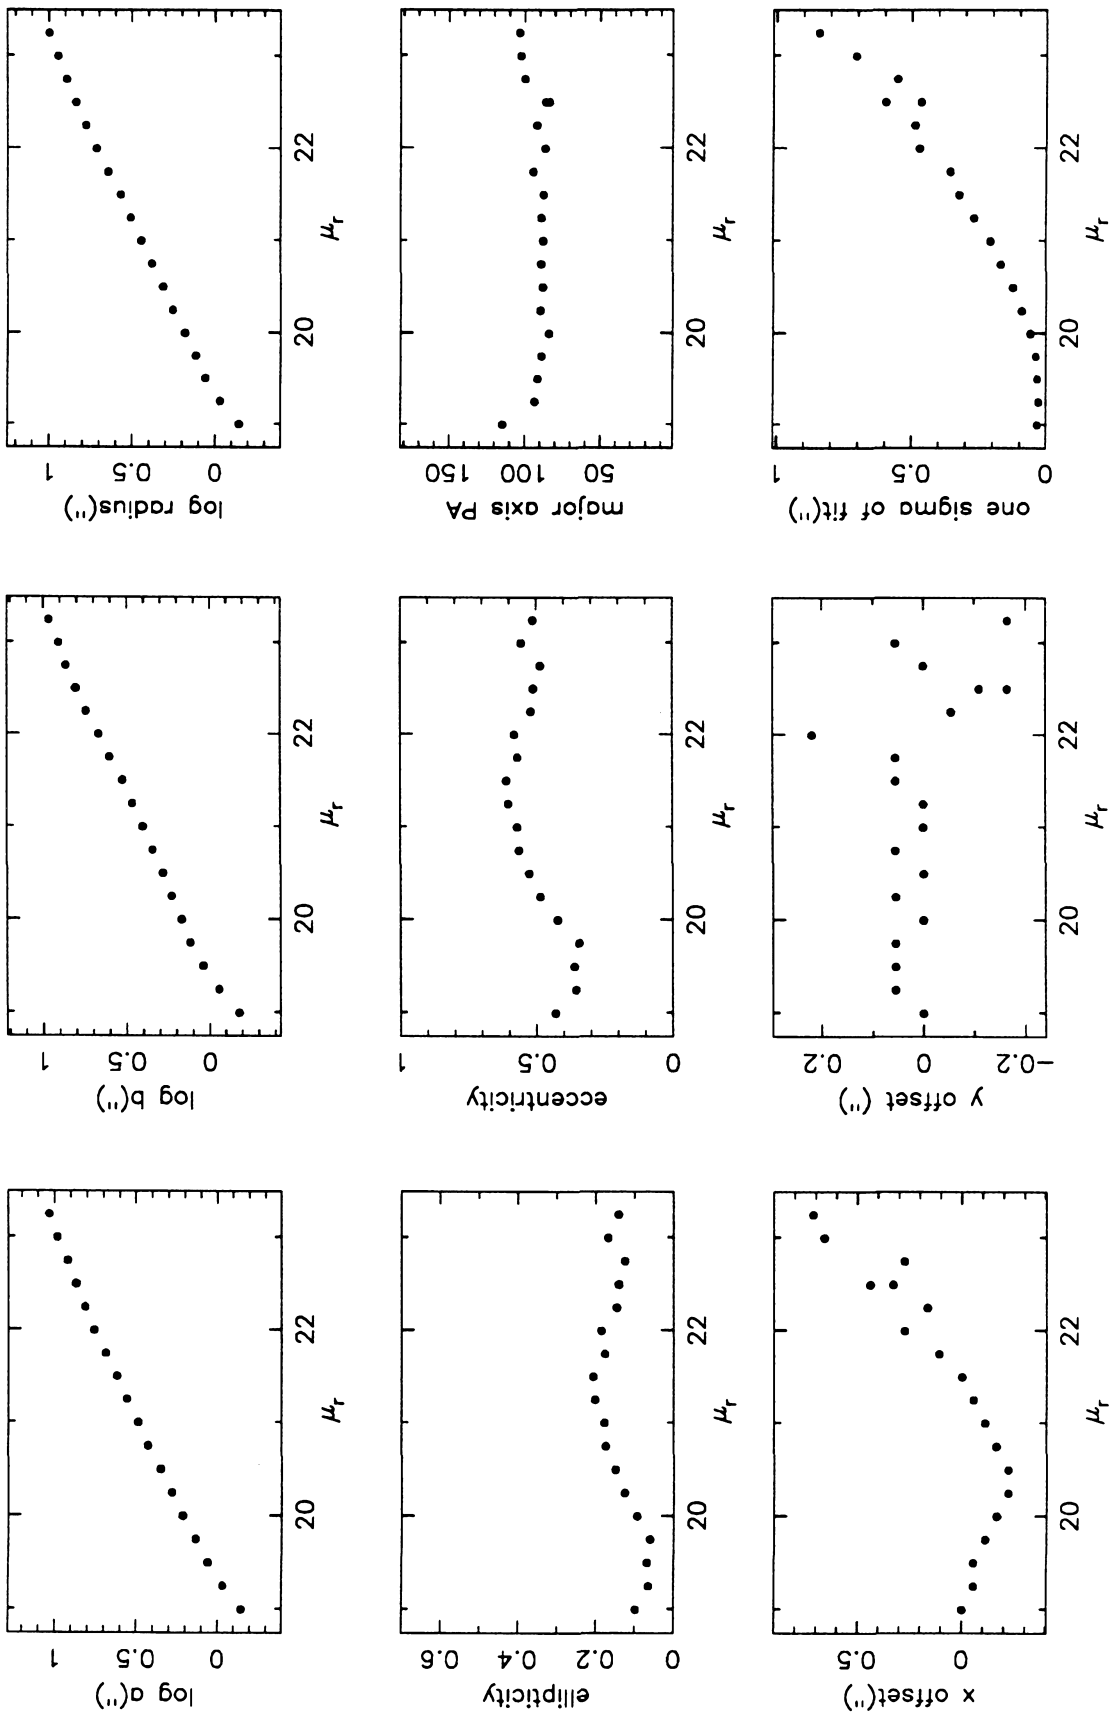 log a(")
1
0.5
0
20
22
μr
log b(")
1
0.5
0
20
22
μr
log radius(")
1
0.5
0
20
22
μr
ellipticity
0.6
0.4
0.2
0
20
22
μr
eccentricity
1
0.5
0
20
22
μr
major axis PA
150
100
50
20
22
μr
x offset(")
0.5
0
20
22
μr
y offset (")
0.2
0
−0.2
20
22
μr
one sigma of fit(")
1
0.5
0
20
22
μr